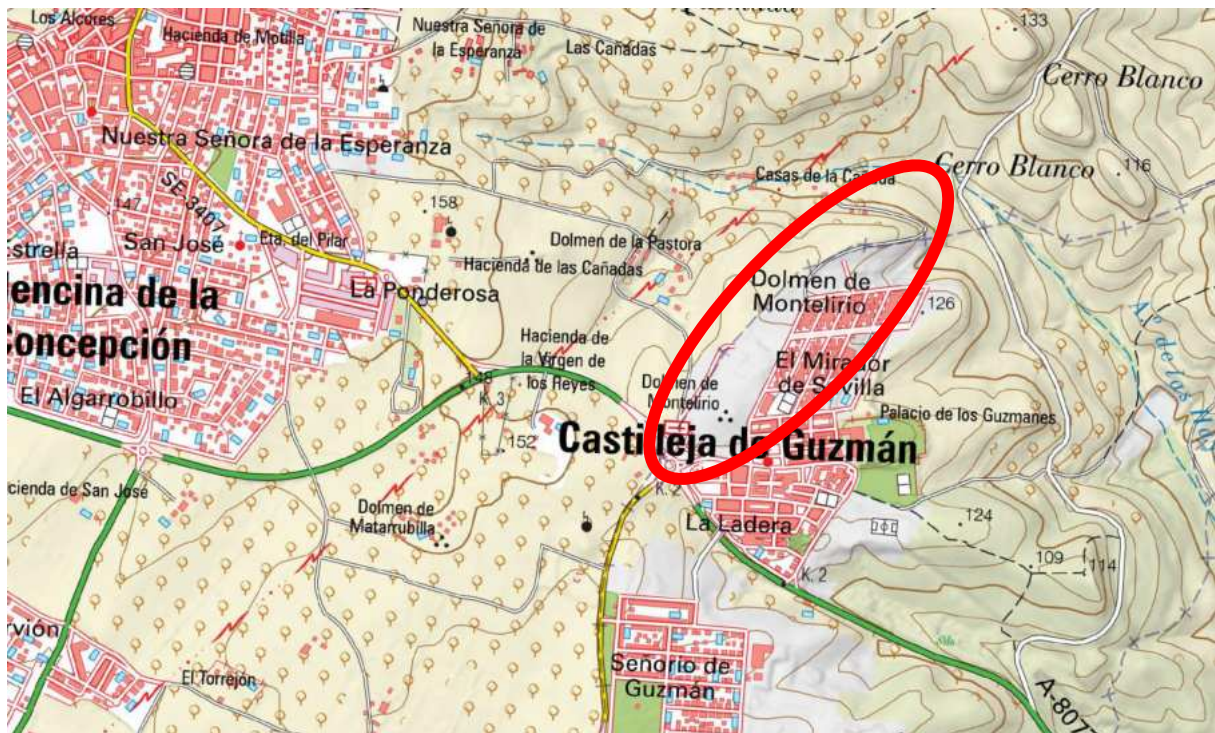 Los Alcores
Hacienda de Motilla
Nuestra Señora de
la Esperanza
Las Cañadas
133
Cerro Blanco
Nuestra Señora de la Esperanza
Cerro Blanco
116
Casas de la Cañada
SE-3407
147
158
San José
Eta. del Pilar
Dolmen de la Pastora
Hacienda de las Cañadas
Dolmen de
Montelirio
126
estrella
encina de la
Concepción
La Ponderosa
Hacienda de
la Virgen de
los Reyes
El Mirador
de Sevilla
Dolmen de
Montelirio
K. 3
152
El Algarrobillo
Palacio de los Guzmanes
Castilleja de Guzmán
cienda de San José
K. 2
Dolmen de
Matarrubilla
La Ladera
124
109
114
K. 2
rvión
El Torrejón
Señorío de
Guzmán
A-807